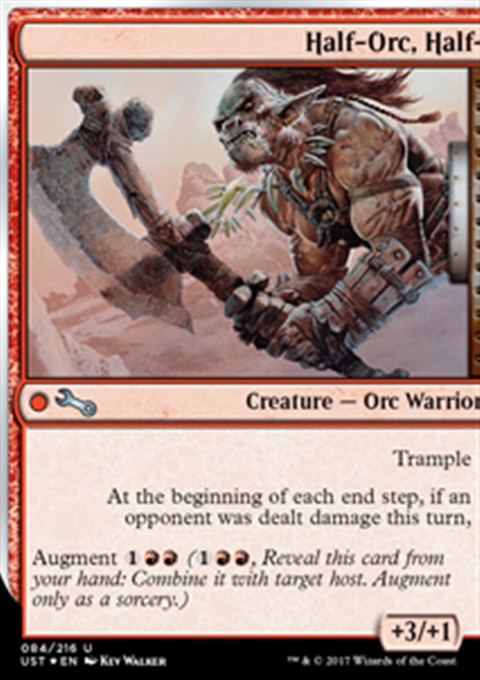 Half-Orc, Half-
Creature — Orc Warrior
Trample
At the beginning of each end step, if an
opponent was dealt damage this turn,
Augment 1 (1, Reveal this card from
your hand: Combine it with target host. Augment
only as a sorcery.)
+3/+1
084/216 U
UST ★ EN Kev Walker
™ & © 2017 Wizards of the Coast